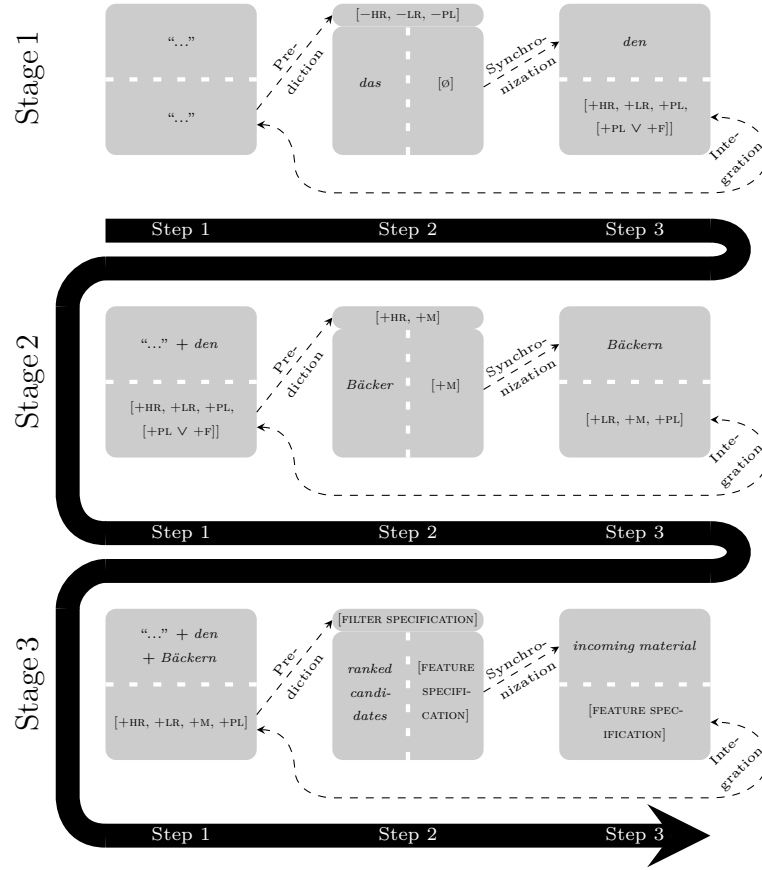 Stage 1
“...”
“...”
Pre-
diction
[−HR, −LR, −PL]
das
[ø]
Synchro-
nization
den
[+HR, +LR, +PL,
[+PL ∨ +F]]
Inte-
gration
Step 1
Step 2
Step 3
Stage 2
“...” + den
[+HR, +LR, +PL,
[+PL ∨ +F]]
Pre-
diction
[+HR, +M]
Bäcker
[+M]
Synchro-
nization
Bäckern
[+LR, +M, +PL]
Inte-
gration
Step 1
Step 2
Step 3
Stage 3
“...” + den
+ Bäckern
[+HR, +LR, +M, +PL]
Pre-
diction
[FILTER SPECIFICATION]
ranked
candi-
dates
[FEATURE
SPECIFI-
CATION]
Synchro-
nization
incoming material
[FEATURE SPEC-
IFICATION]
Inte-
gration
Step 1
Step 2
Step 3